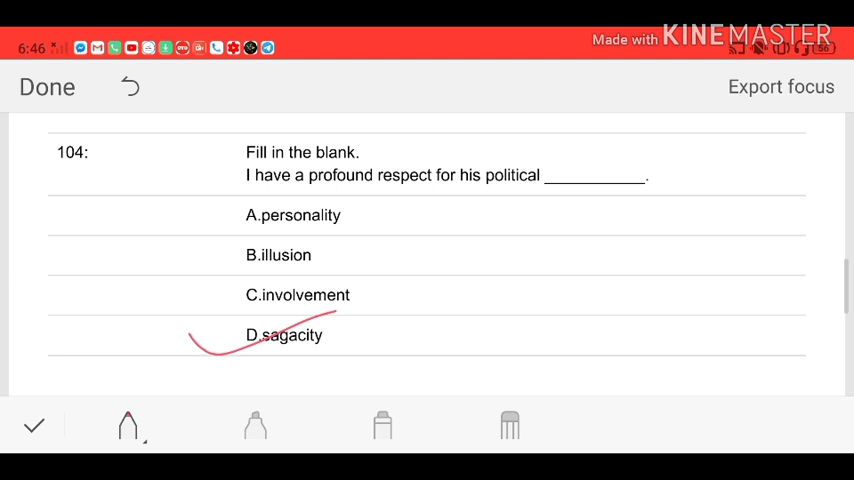 Made with KINEMASTER
6:46
56
Done
Export focus
104:
Fill in the blank.
I have a profound respect for his political ___________.
A.personality
B.illusion
C.involvement
D.sagacity